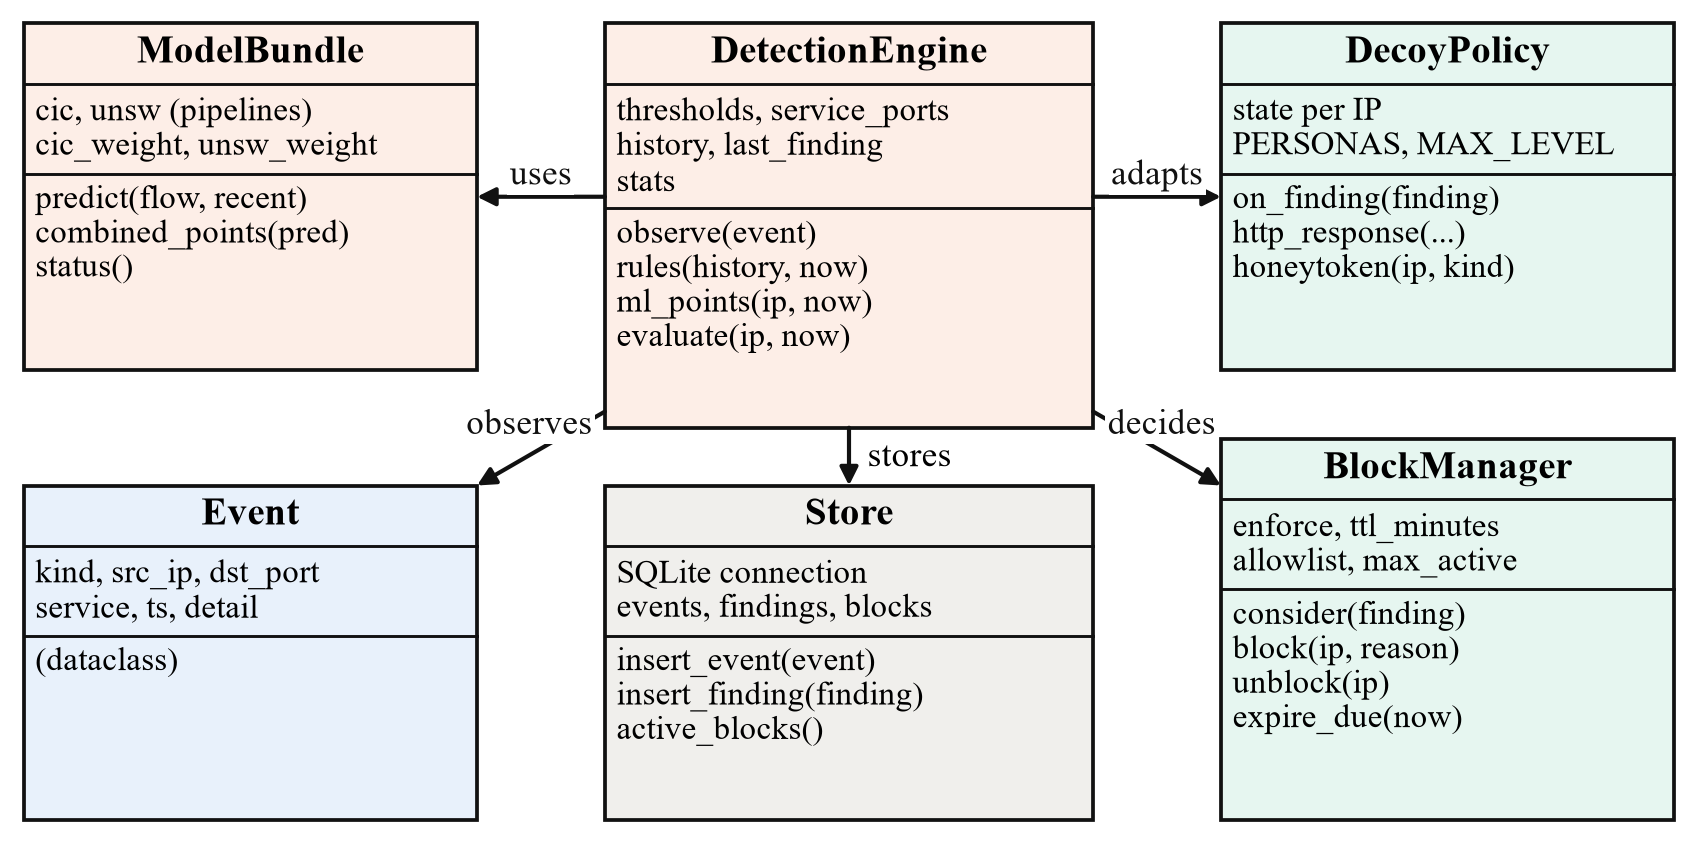 ModelBundle
cic, unsw (pipelines)
cic_weight, unsw_weight
predict(flow, recent)
combined_points(pred)
status()
uses
DetectionEngine
thresholds, service_ports
history, last_finding
stats
observe(event)
rules(history, now)
ml_points(ip, now)
evaluate(ip, now)
adapts
DecoyPolicy
state per IP
PERSONAS, MAX_LEVEL
on_finding(finding)
http_response(...)
honeytoken(ip, kind)
observes
stores
decides
Event
kind, src_ip, dst_port
service, ts, detail
(dataclass)
Store
SQLite connection
events, findings, blocks
insert_event(event)
insert_finding(finding)
active_blocks()
BlockManager
enforce, ttl_minutes
allowlist, max_active
consider(finding)
block(ip, reason)
unblock(ip)
expire_due(now)